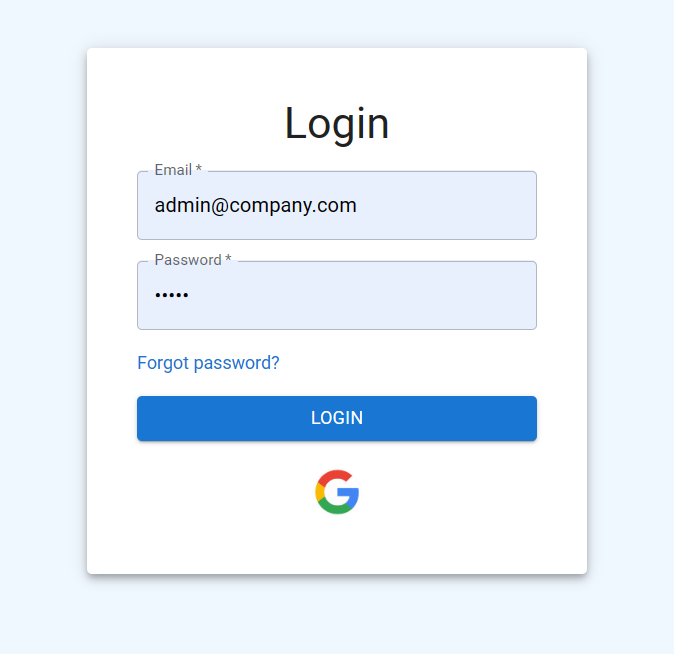 Login
Email *
admin@company.com
Password *
•••••
Forgot password?
LOGIN